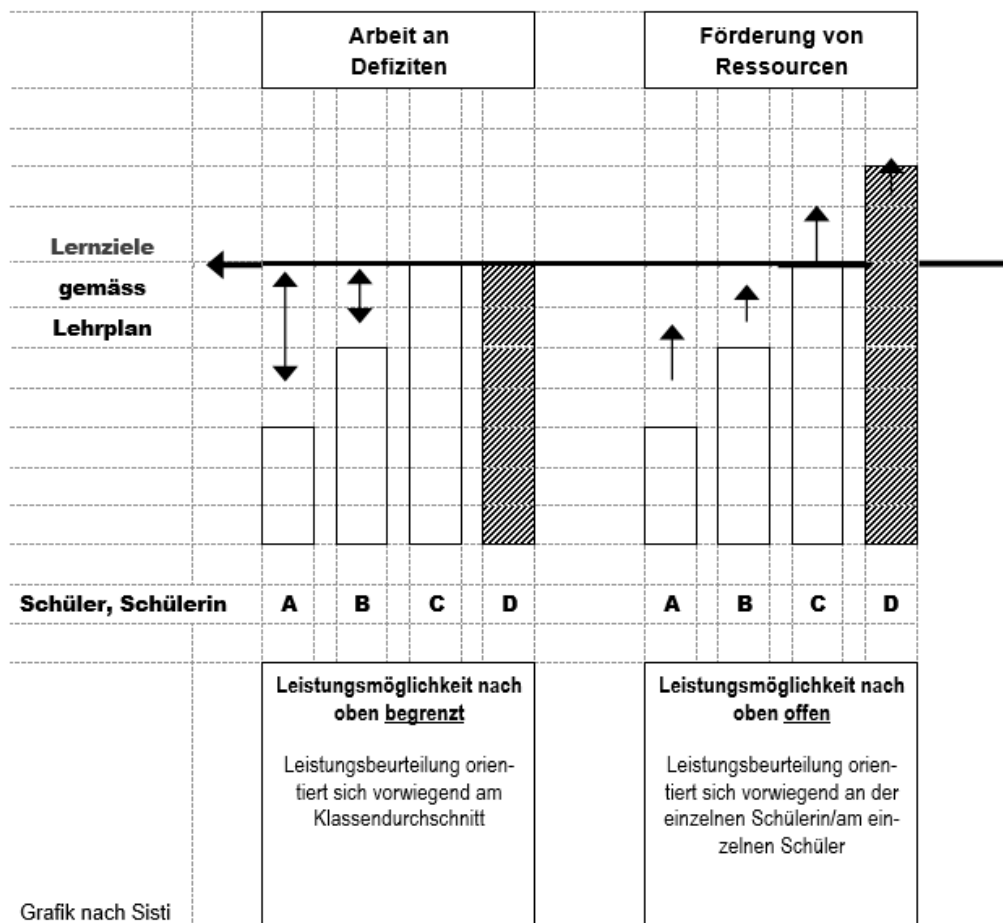 Arbeit an
Defiziten
Förderung von
Ressourcen
Lernziele
gemäss
Lehrplan
Schüler, Schülerin A B C D A B C D
Leistungsmöglichkeit nach
oben begrenzt
Leistungsbeurteilung orien-
tiert sich vorwiegend am
Klassendurchschnitt
Leistungsmöglichkeit nach
oben offen
Leistungsbeurteilung orien-
tiert sich vorwiegend an der
einzelnen Schülerin/am ein-
zelnen Schüler
Grafik nach Sisti